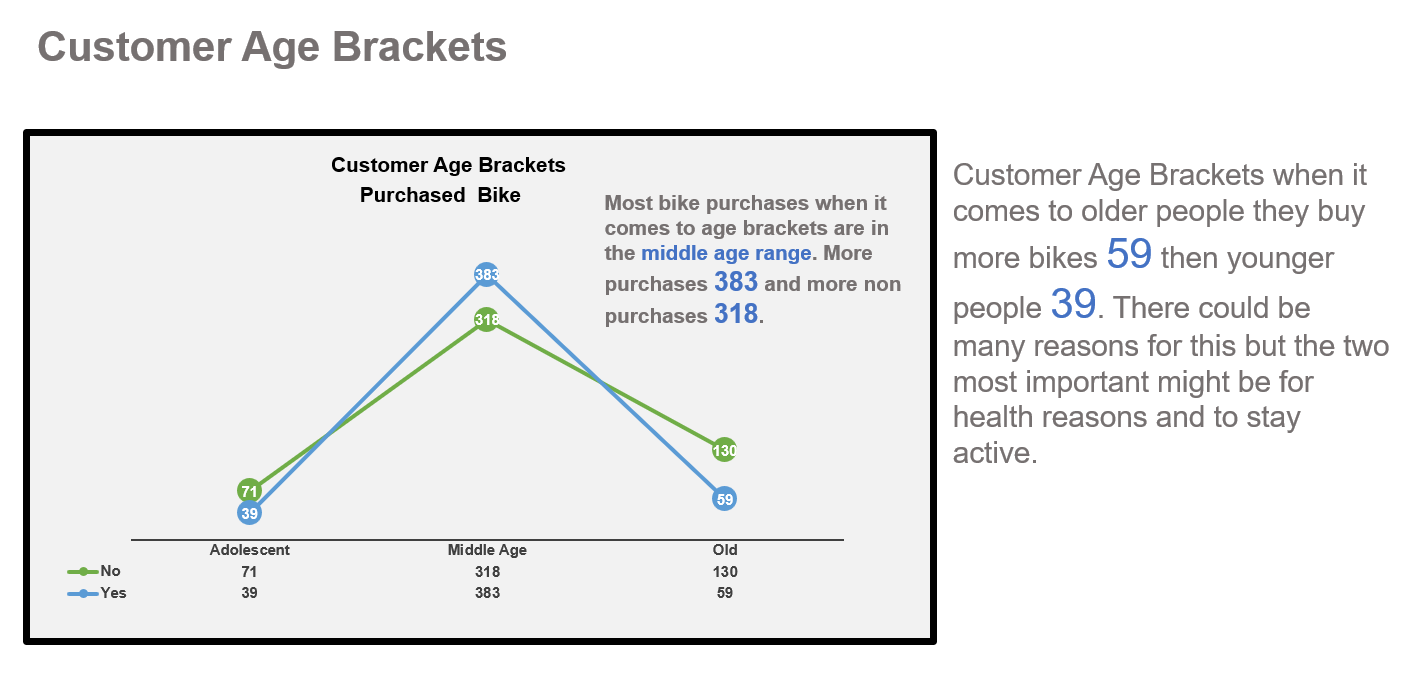 Customer Age Brackets
Customer Age Brackets
Purchased Bike
Most bike purchases when it
comes to age brackets are in
the middle age range. More
purchases 383 and more non
purchases 318.
383
318
71
39
130
59
Adolescent Middle Age Old
No 71 318 130
Yes 39 383 59
Customer Age Brackets when it
comes to older people they buy
more bikes 59 then younger
people 39. There could be
many reasons for this but the two
most important might be for
health reasons and to stay
active.